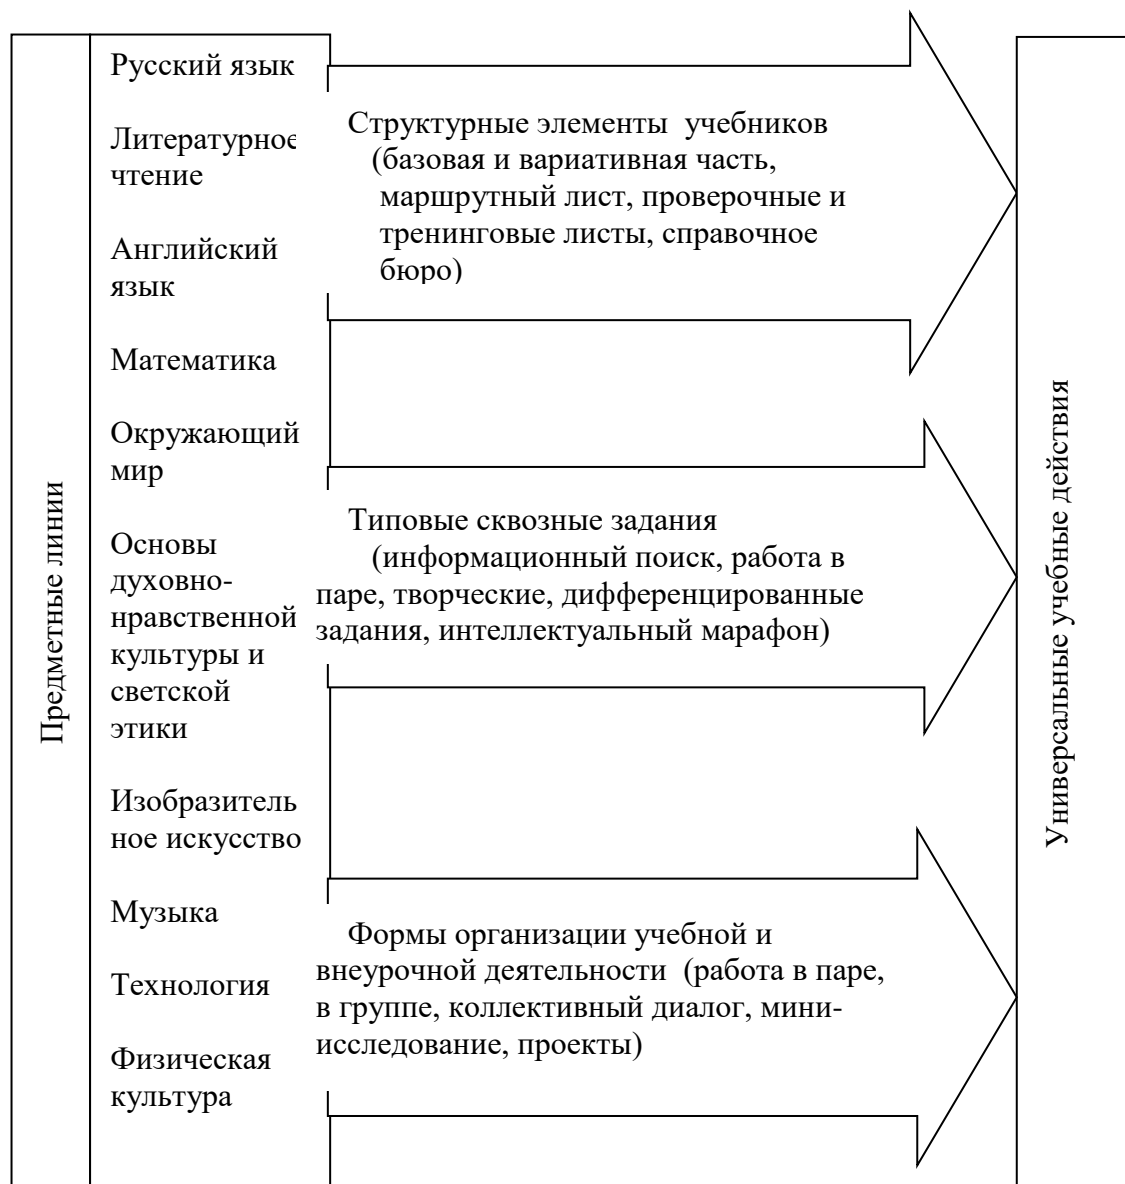 Предметные линии
Русский язык
Литературное
чтение
Английский
язык
Математика
Окружающий
мир
Основы
духовно-
нравственной
культуры и
светской
этики
Изобразитель
ное искусство
Музыка
Технология
Физическая
культура
Структурные элементы учебников
(базовая и вариативная часть,
маршрутный лист, проверочные и
тренинговые листы, справочное
бюро)
Типовые сквозные задания
(информационный поиск, работа в
паре, творческие, дифференцированные
задания, интеллектуальный марафон)
Формы организации учебной и
внеурочной деятельности (работа в паре,
в группе, коллективный диалог, мини-
исследование, проекты)
Универсальные учебные действия